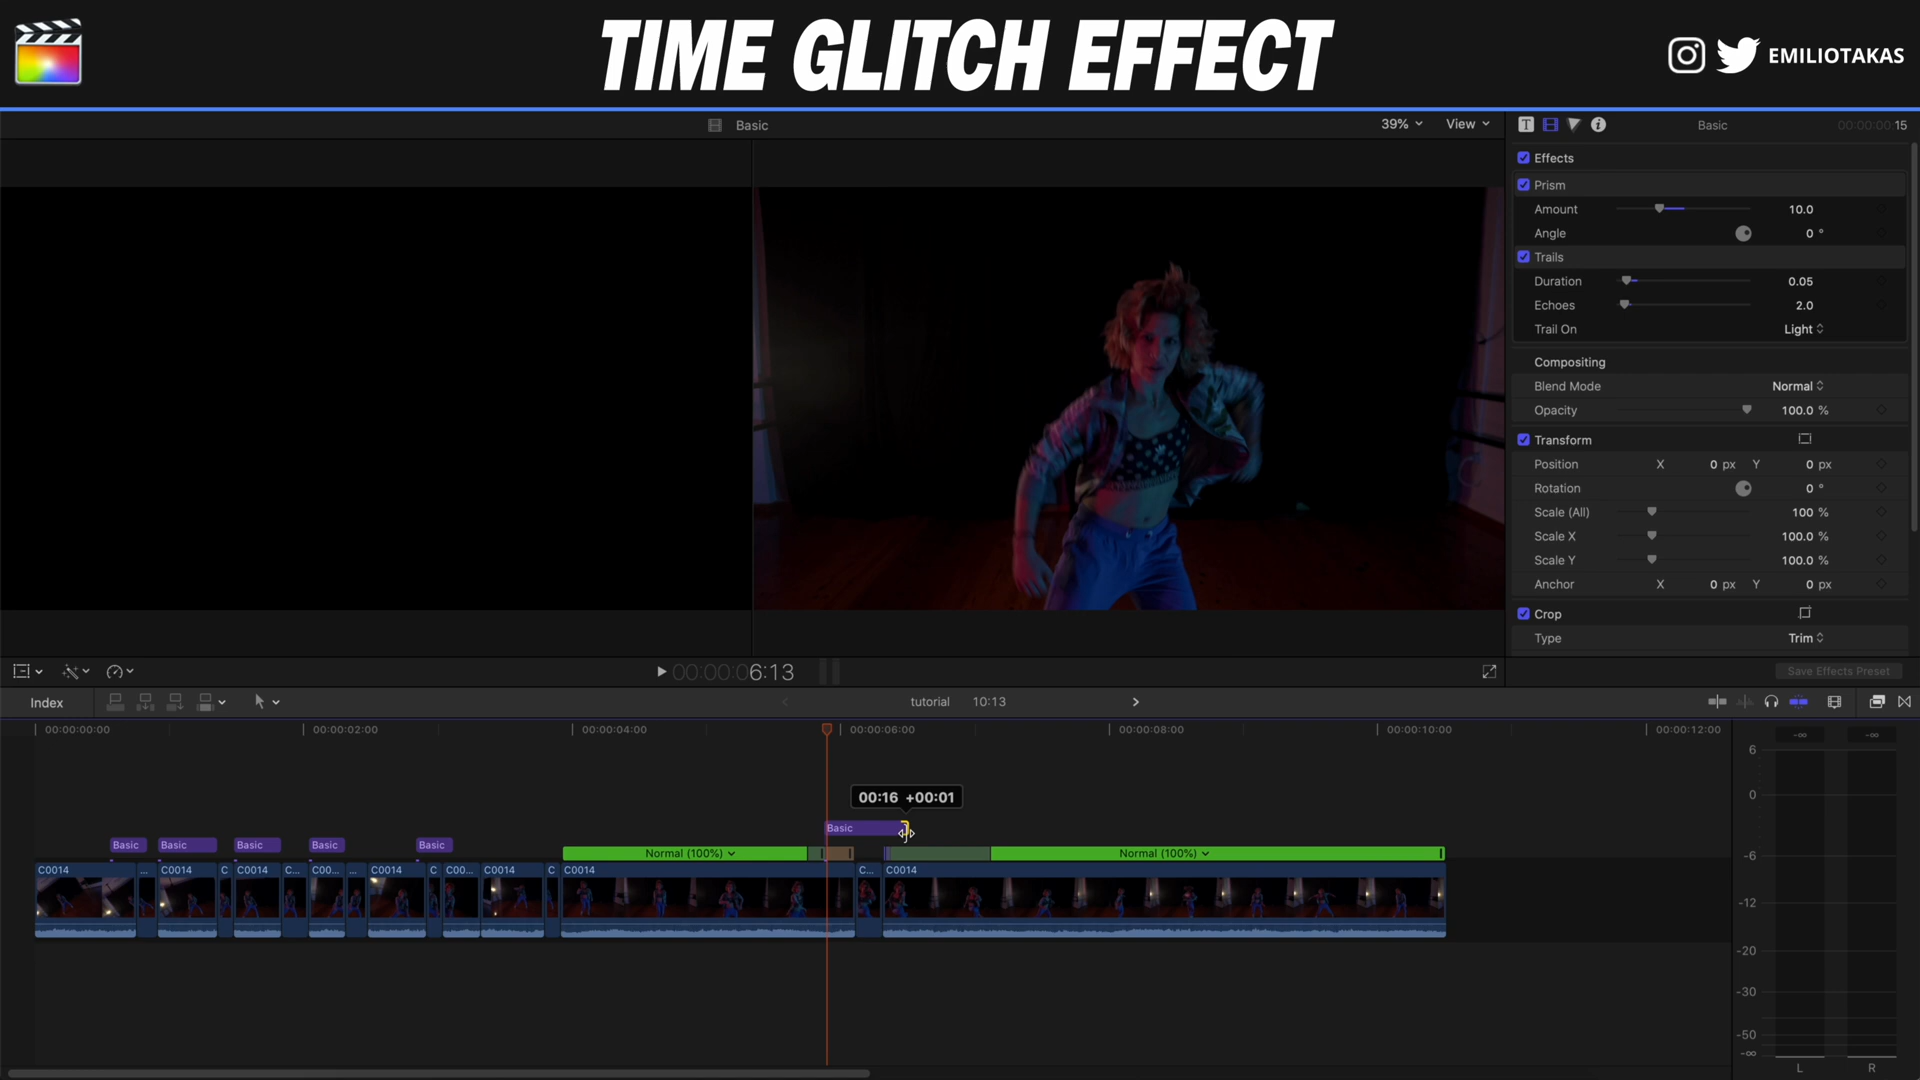 TIME GLITCH EFFECT
EMILIOTAKAS
Basic
39%
View
Basic
00:00:00:15
Effects
Prism
Amount 10.0
Angle 0 °
Trails
Duration 0.05
Echoes 2.0
Trail On Light
Compositing
Blend Mode Normal
Opacity 100.0 %
Transform
Position X 0 px Y 0 px
Rotation 0 °
Scale (All) 100 %
Scale X 100.0 %
Scale Y 100.0 %
Anchor X 0 px Y 0 px
Crop
Type Trim
00:00:06:13
Save Effects Preset
Index
tutorial 10:13
00:00:00:00 00:00:02:00 00:00:04:00 00:00:06:00 00:00:08:00 00:00:10:00 00:00:12:00
00:16 +00:01
Basic
Basic Basic Basic Basic Basic
Normal (100%) Normal (100%)
C0014 ... C0014 C C0014 C... C00... ... C0014 C C00... C0014 C C0014 C... C0014
-∞ -∞
6
0
-6
-12
-20
-30
-50
-∞
L R